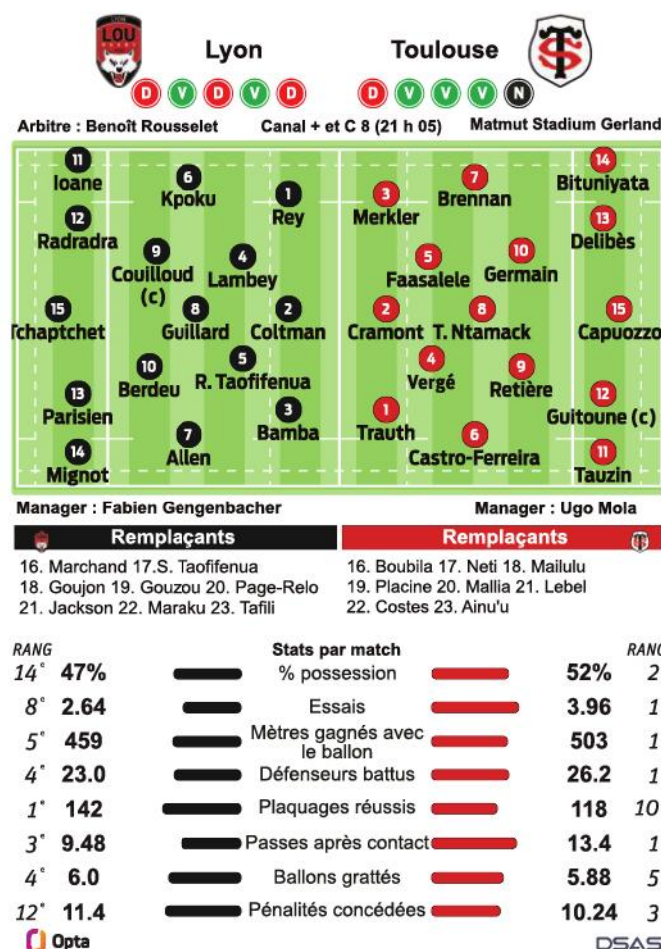 LOU
Lyon
Toulouse
D V D V D
D V V V N
Arbitre : Benoît Rousselet
Canal + et C 8 (21 h 05)
Matmut Stadium Gerland
11
Ioane
6
Kpoku
1
Rey
12
Radradra
9
Couilloud
(c)
4
Lambey
15
Tchaptchet
8
Guillard
2
Coltman
10
Berdeu
5
R. Taofifenua
13
Parisien
3
Bamba
14
Mignot
7
Allen
3
Merkler
7
Brennan
14
Bituniyata
13
Delibès
5
Faasalele
10
Germain
2
Cramont
8
T. Ntamack
15
Capuozzo
4
Vergé
9
Retière
12
Guitoune (c)
1
Trauth
6
Castro-Ferreira
11
Tauzin
Manager : Fabien Gengenbacher
Manager : Ugo Mola
Remplaçants
16. Marchand 17.S. Taofifenua
18. Goujon 19. Gouzou 20. Page-Relo
21. Jackson 22. Maraku 23. Tafili
Remplaçants
16. Boubila 17. Neti 18. Mailulu
19. Placine 20. Mallia 21. Lebel
22. Costes 23. Ainu'u
RANG Stats par match RANG
14e 47% % possession 52% 2
8e 2.64 Essais 3.96 1
5e 459 Mètres gagnés avec
le ballon 503 1
4e 23.0 Défenseurs battus 26.2 1
1e 142 Plaquages réussis 118 10
3e 9.48 Passes après contact 13.4 1
4e 6.0 Ballons grattés 5.88 5
12e 11.4 Pénalités concédées 10.24 3
Opta
DSAS